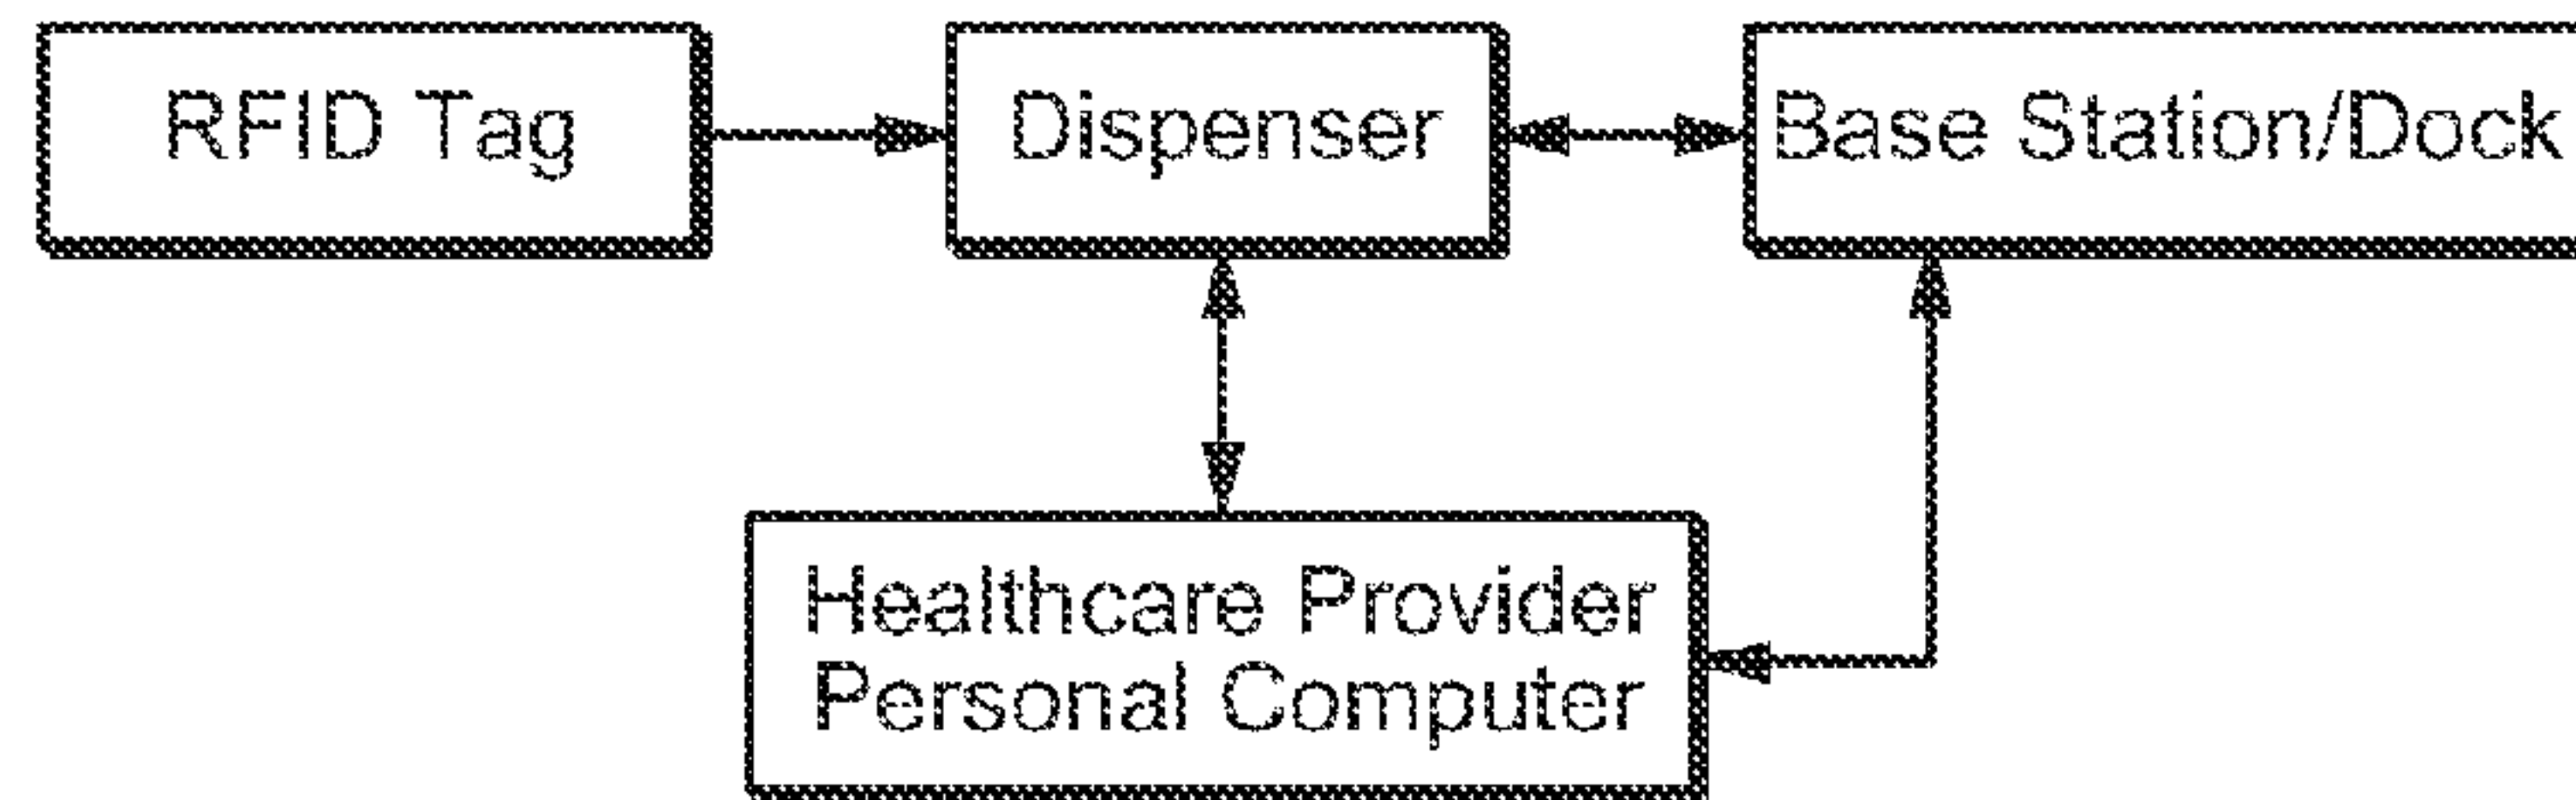 RFID Tag
Dispenser
Base Station/Dock
Healthcare Provider
Personal Computer